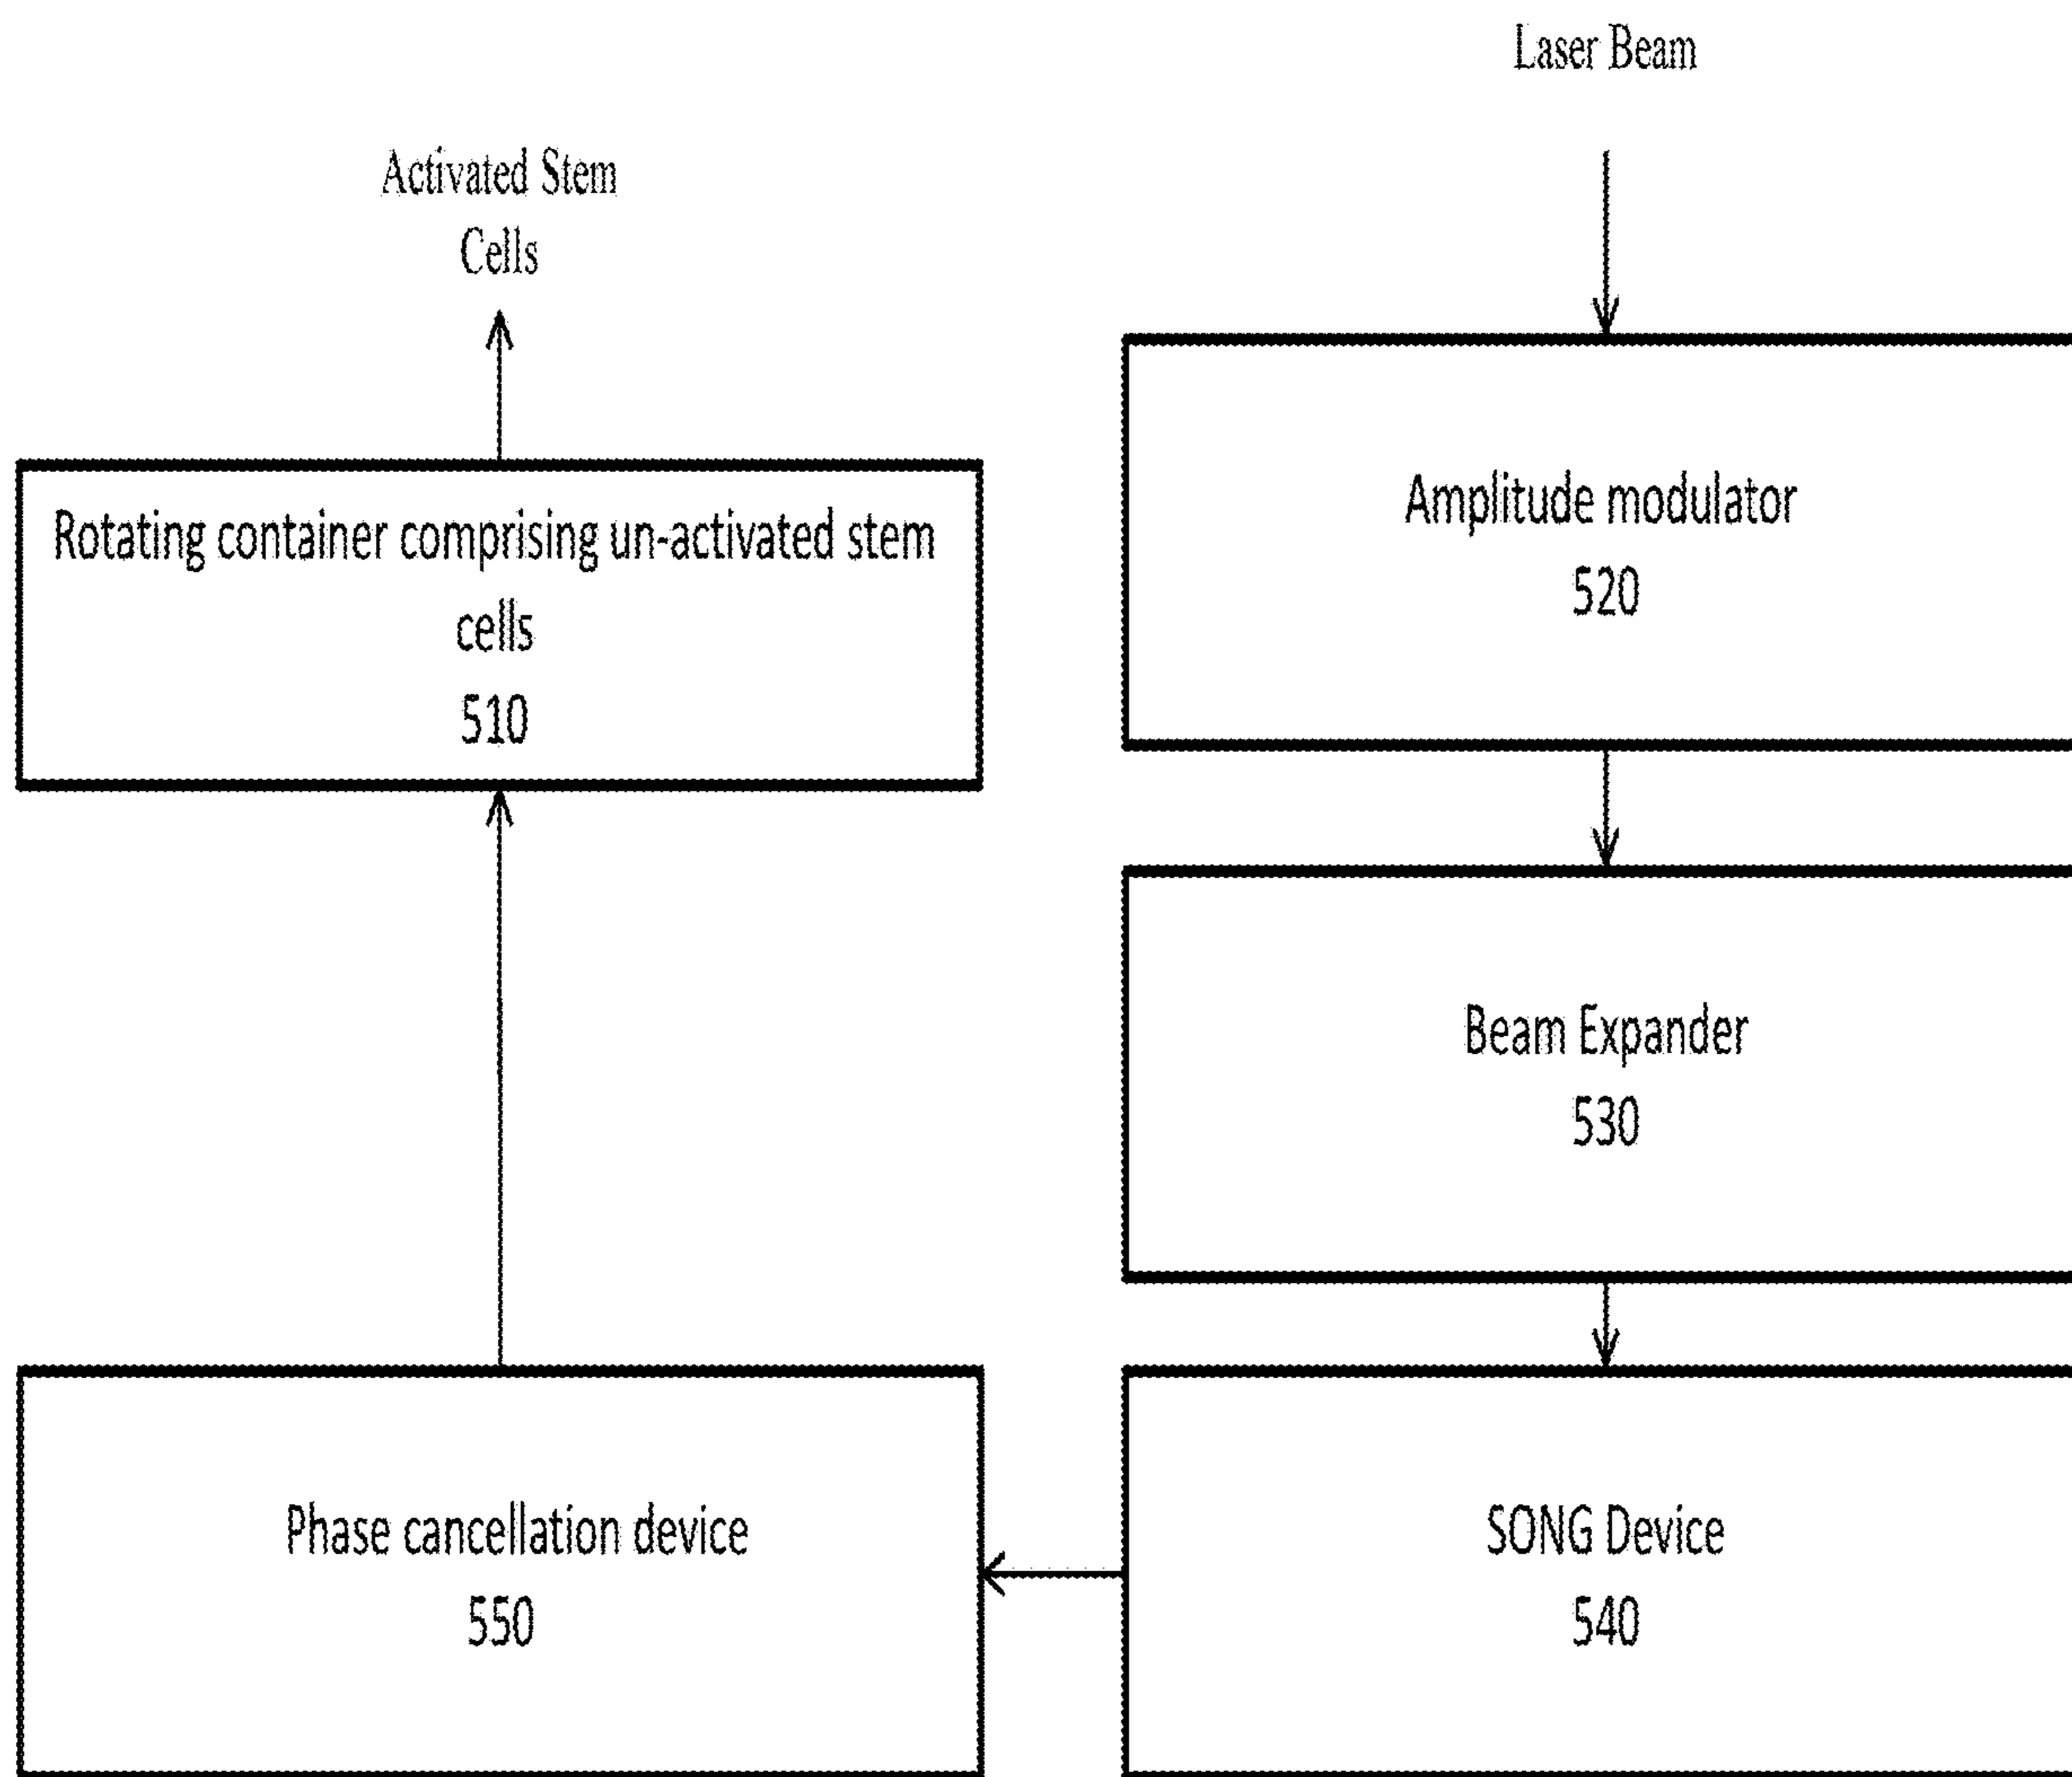 Laser Beam
Activated Stem
Cells
Rotating container comprising un-activated stem
cells
510
Amplitude modulator
520
Beam Expander
530
Phase cancellation device
550
SONG Device
540